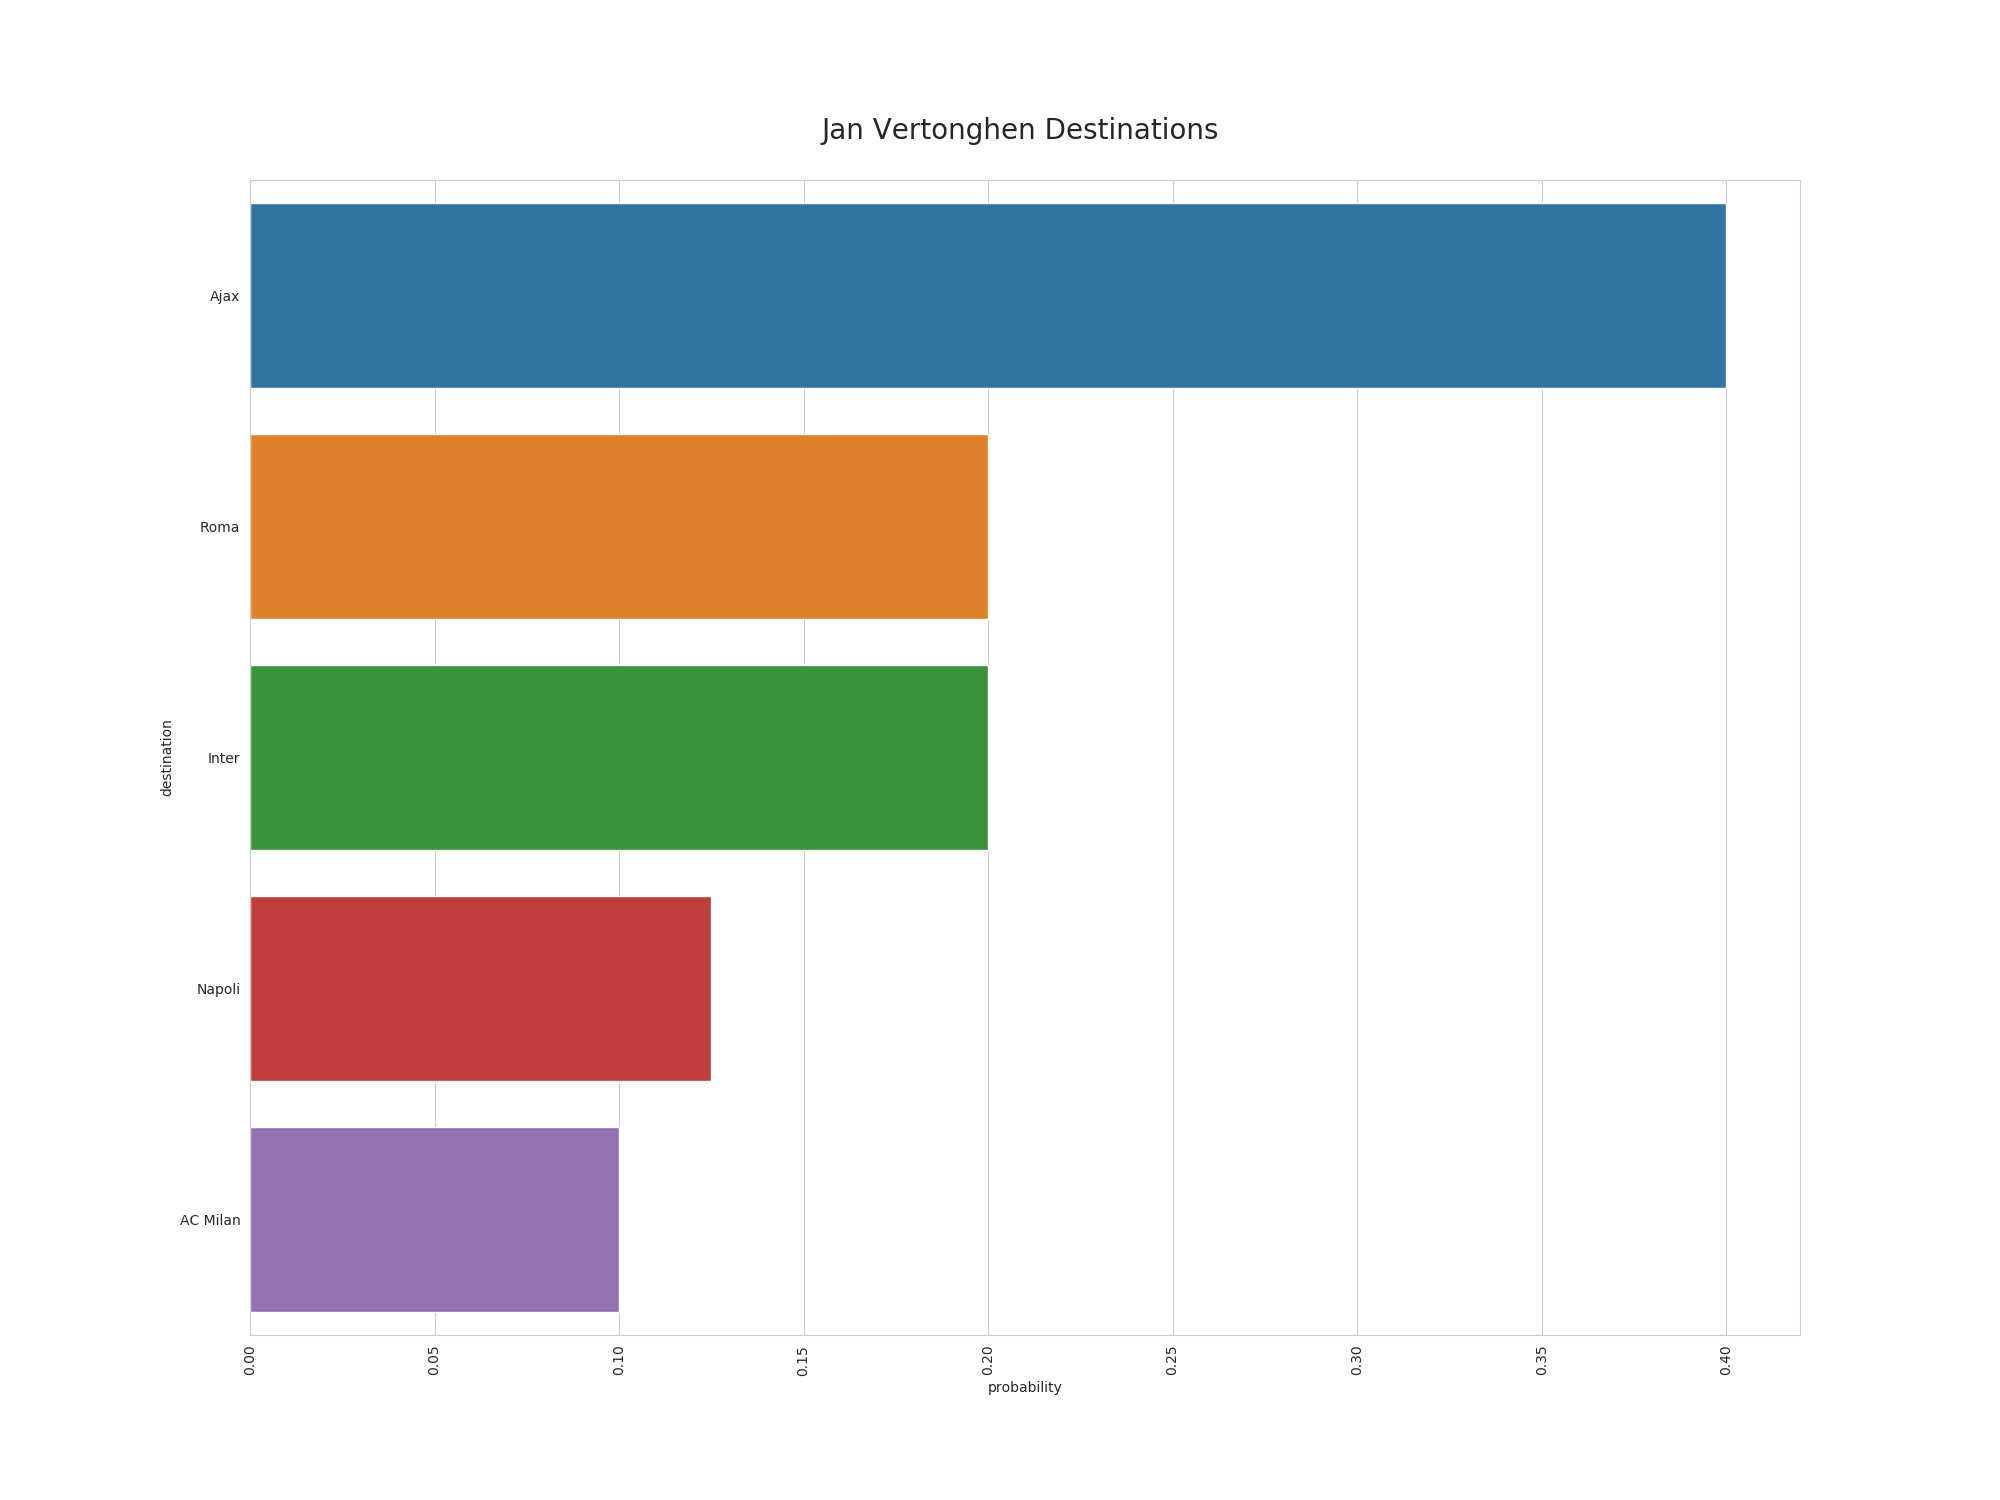 Jan Vertonghen Destinations
destination
Ajax
Roma
Inter
Napoli
AC Milan
0.00 0.05 0.10 0.15 0.20 0.25 0.30 0.35 0.40
probability